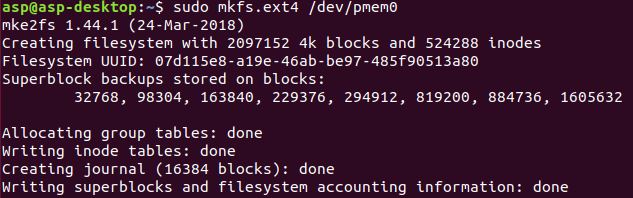 asp@asp-desktop:~$ sudo mkfs.ext4 /dev/pmem0
mke2fs 1.44.1 (24-Mar-2018)
Creating filesystem with 2097152 4k blocks and 524288 inodes
Filesystem UUID: 07d115e8-a19e-46ab-be97-485f90513a80
Superblock backups stored on blocks:
        32768, 98304, 163840, 229376, 294912, 819200, 884736, 1605632

Allocating group tables: done
Writing inode tables: done
Creating journal (16384 blocks): done
Writing superblocks and filesystem accounting information: done